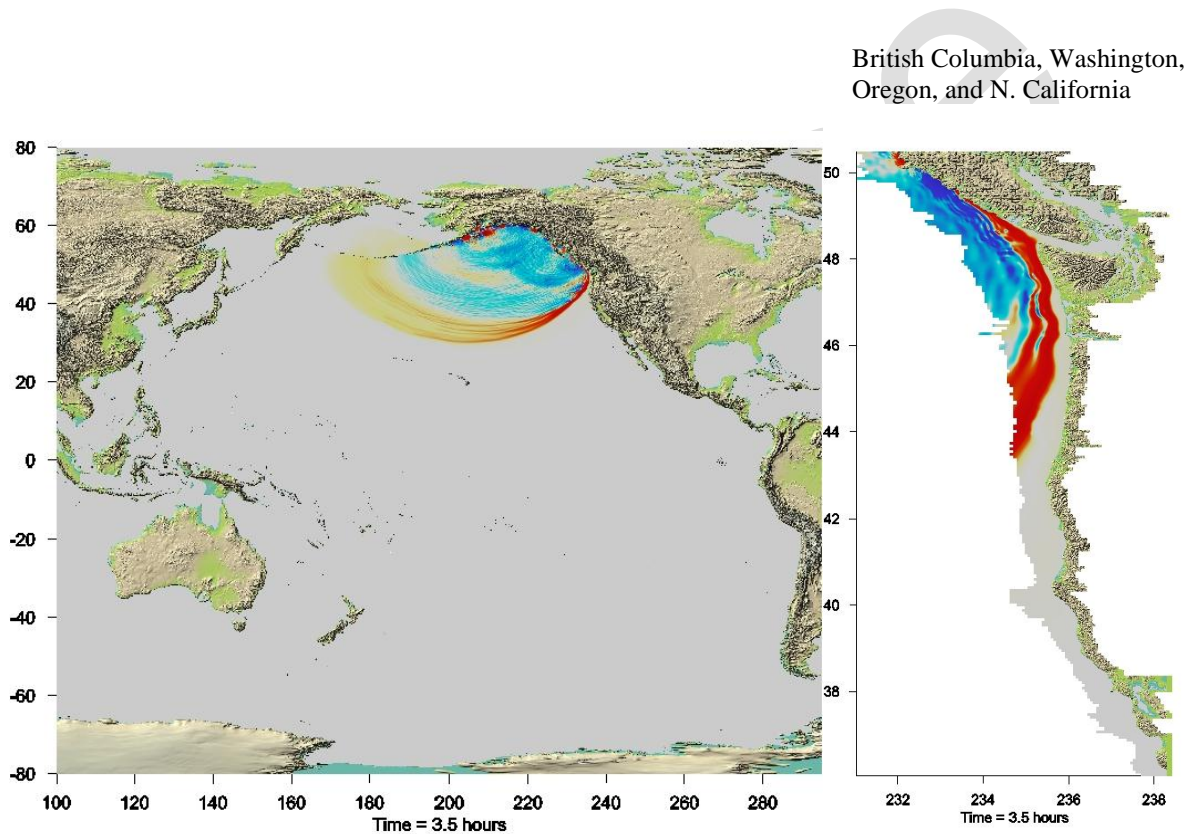 British Columbia, Washington,
Oregon, and N. California
80
60
40
20
0
-20
-40
-60
-80
100 120 140 160 180 200 220 240 260 280
Time = 3.5 hours
50
48
46
44
42
40
38
232 234 236 238
Time = 3.5 hours